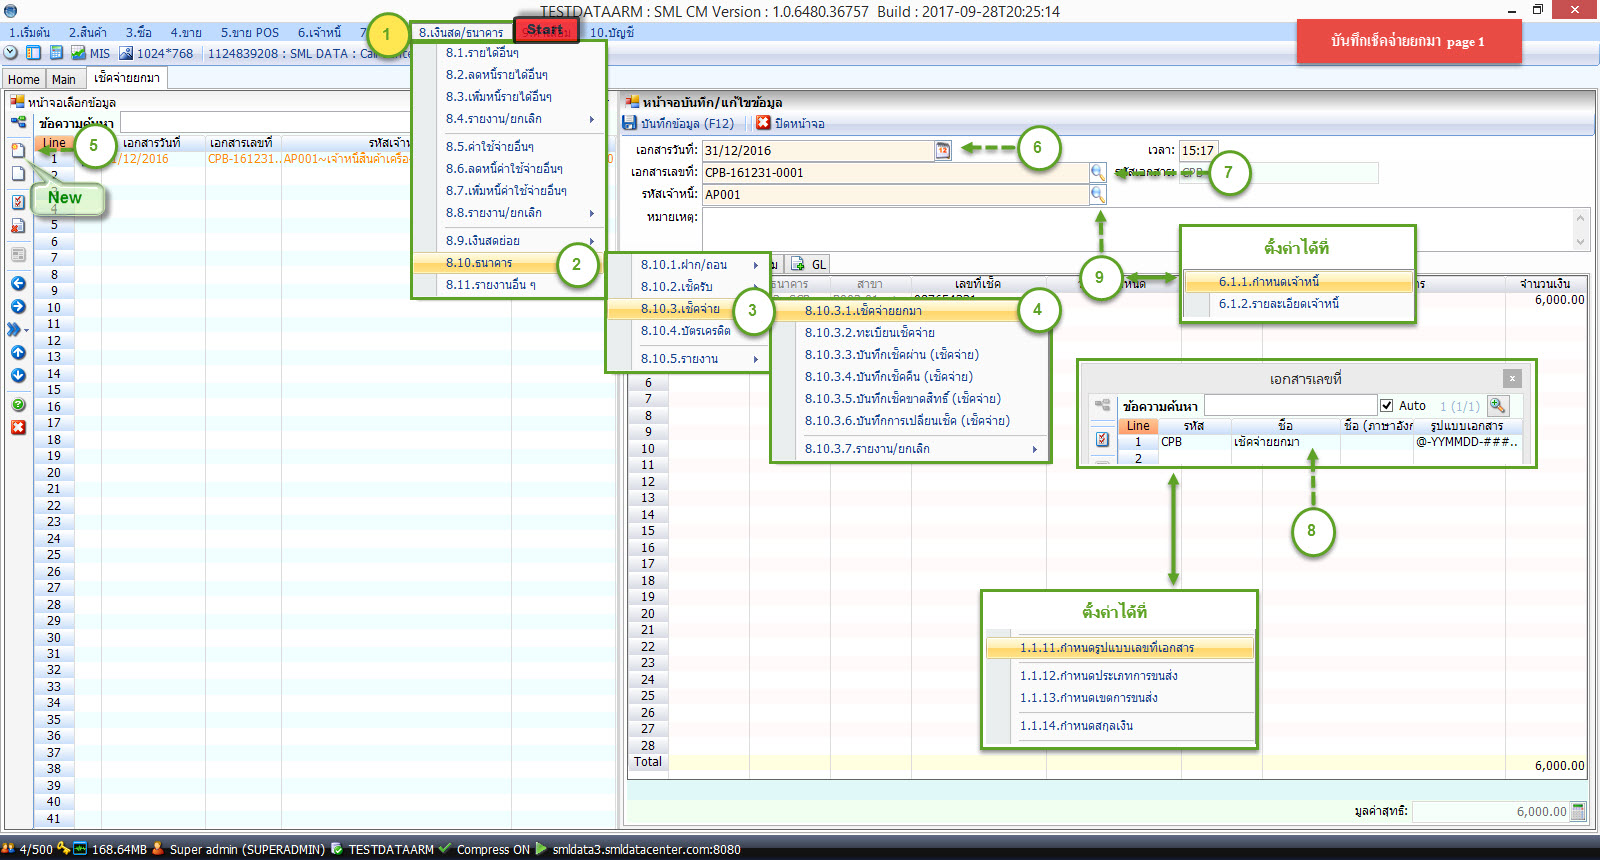 TESTDATAARM : SML CM Version : 1.0.6480.36757  Build : 2017-09-28T20:25:14
1.เริ่มต้น 2.สินค้า 3.ซื้อ 4.ขาย 5.ขาย POS 6.เจ้าหนี้ 7 1 8.เงินสด/ธนาคาร Start 10.บัญชี
บันทึกเช็คจ่ายยกมา page 1
MIS 1024*768 1124839208 : SML DATA : Cal
Home Main เช็คจ่ายยกมา
หน้าจอเลือกข้อมูล
ข้อความค้นหา
Line เอกสารวันที่ เอกสารเลขที่
1 /12/2016 CPB-161231.. AP001~เจ้าหนี้สินค้าเครื่อง
5
New
8.1.รายได้อื่นๆ
8.2.ลดหนี้รายได้อื่นๆ
8.3.เพิ่มหนี้รายได้อื่นๆ
8.4.รายงาน/ยกเลิก
8.5.ค่าใช้จ่ายอื่นๆ
8.6.ลดหนี้ค่าใช้จ่ายอื่นๆ
8.7.เพิ่มหนี้ค่าใช้จ่ายอื่นๆ
8.8.รายงาน/ยกเลิก
8.9.เงินสดย่อย
8.10.ธนาคาร
8.11.รายงานอื่น ๆ
2
8.10.1.ฝาก/ถอน
8.10.2.เช็ครับ
8.10.3.เช็คจ่าย
8.10.4.บัตรเครดิต
8.10.5.รายงาน
3
8.10.3.1.เช็คจ่ายยกมา
8.10.3.2.ทะเบียนเช็คจ่าย
8.10.3.3.บันทึกเช็คผ่าน (เช็คจ่าย)
8.10.3.4.บันทึกเช็คคืน (เช็คจ่าย)
8.10.3.5.บันทึกเช็คขาดสิทธิ์ (เช็คจ่าย)
8.10.3.6.บันทึกการเปลี่ยนเช็ค (เช็คจ่าย)
8.10.3.7.รายงาน/ยกเลิก
4
หน้าจอบันทึก/แก้ไขข้อมูล
บันทึกข้อมูล (F12) ปิดหน้าจอ
เอกสารวันที่: 31/12/2016 6 เวลา: 15:17
เอกสารเลขที่: CPB-161231-0001 รหัสเอกสาร: CPB 7
รหัสเจ้าหนี้: AP001
หมายเหตุ:
GL
ธนาคาร สาขา เลขที่เช็ค จำนวนเงิน
6,000.00
9
ตั้งค่าได้ที่
6.1.1.กำหนดเจ้าหนี้
6.1.2.รายละเอียดเจ้าหนี้
เอกสารเลขที่ x
ข้อความค้นหา Auto 1 (1/1)
Line รหัส ชื่อ ชื่อ (ภาษาอังก รูปแบบเอกสาร
1 CPB เช็คจ่ายยกมา @-YYMMDD-###..
2
8
ตั้งค่าได้ที่
1.1.11.กำหนดรูปแบบเลขที่เอกสาร
1.1.12.กำหนดประเภทการขนส่ง
1.1.13.กำหนดเขตการขนส่ง
1.1.14.กำหนดสกุลเงิน
5
6
7
8
9
10
11
12
13
14
15
16
17
18
19
20
21
22
23
24
25
26
27
28
29
30
31
32
33
34
35
36
37
38
39
40
41
6
7
8
9
10
11
12
13
14
15
16
17
18
19
20
21
22
23
24
25
26
27
28
Total 6,000.00
มูลค่าสุทธิ: 6,000.00
4/500 168.64MB Super admin (SUPERADMIN) TESTDATAARM Compress ON smldata3.smldatacenter.com:8080